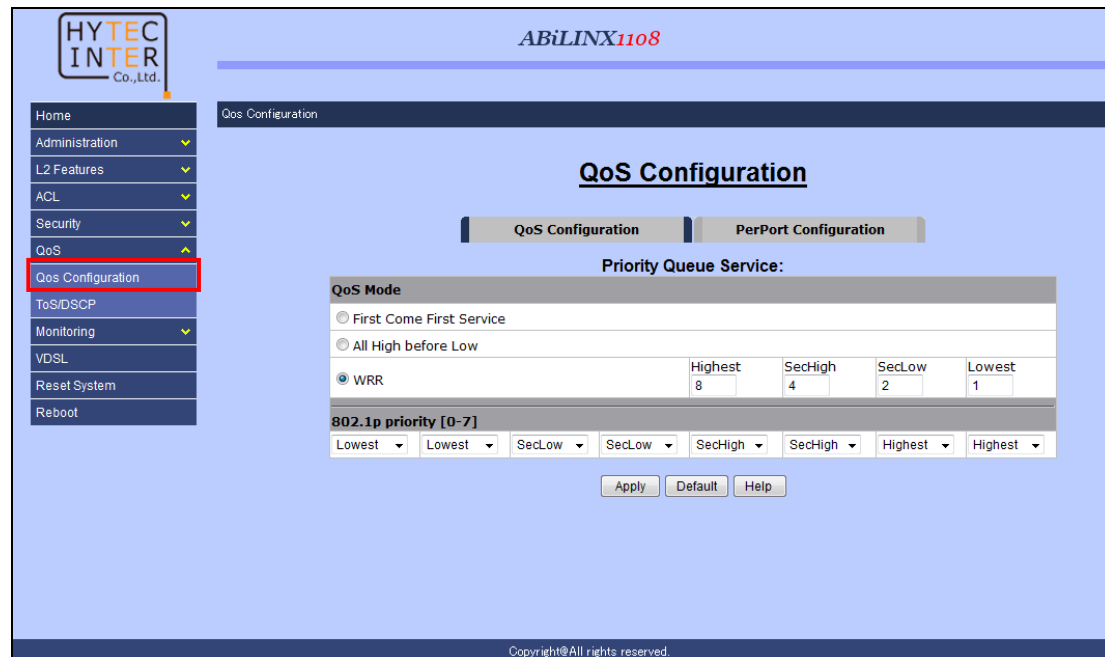 HYTEC
INTER
Co.,Ltd.
ABiLINX1108
Home
Administration
L2 Features
ACL
Security
QoS
Qos Configuration
ToS/DSCP
Monitoring
VDSL
Reset System
Reboot
Qos Configuration
QoS Configuration
QoS Configuration PerPort Configuration
Priority Queue Service:
QoS Mode
First Come First Service
All High before Low
WRR Highest SecHigh SecLow Lowest
8 4 2 1
802.1p priority [0-7]
Lowest Lowest SecLow SecLow SecHigh SecHigh Highest Highest
Apply Default Help
Copyright@All rights reserved.